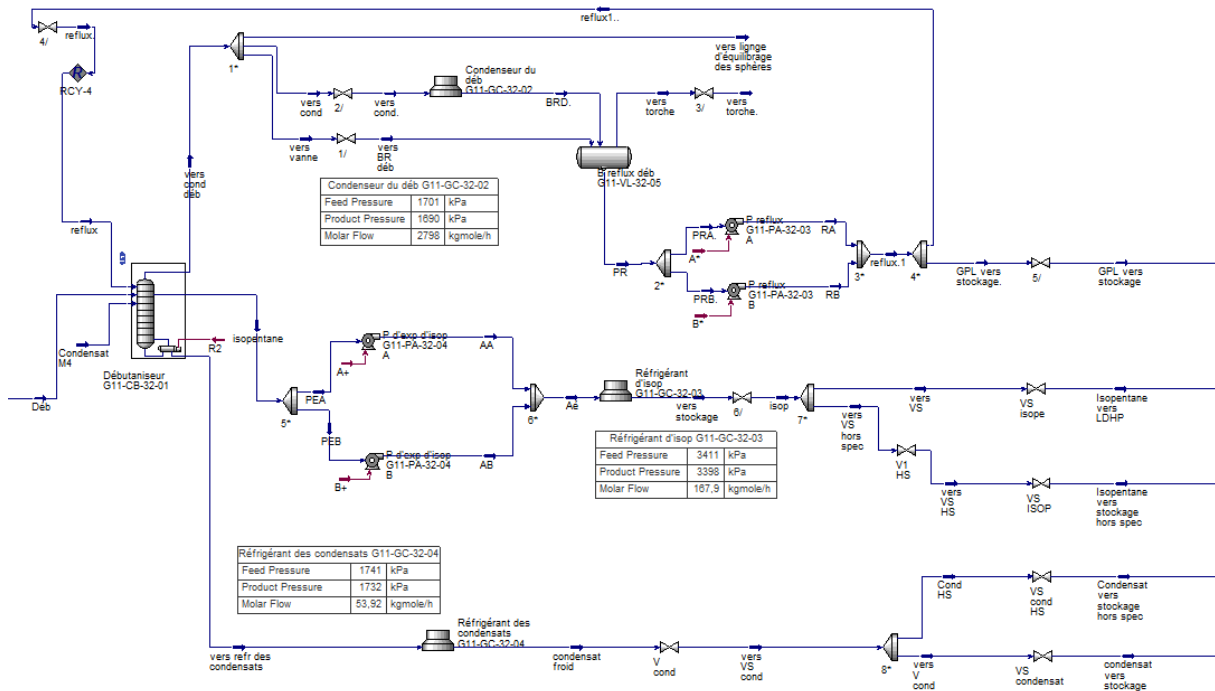 reflux1..
4/
reflux.
RCY-4
1*
vers ligne
d'équilibrage
des sphères
Condenseur du
déb
G11-GC-32-02
vers
cond
2/
vers
cond.
BRD.
vers
torche
3/
vers
torche.
vers
vanne
1/
vers
BR
déb
B reflux déb
G11-VL-32-05
vers
cond
déb
Condenseur du déb G11-GC-32-02
Feed Pressure 1701 kPa
Product Pressure 1690 kPa
Molar Flow 2798 kgmole/h
reflux
P reflux
G11-PA-32-03
A
PRA.
RA
A*
PR
2*
3*
reflux.1
4*
GPL vers
stockage.
5/
GPL vers
stockage
PRB.
P reflux
G11-PA-32-03
B
RB
B*
isopentane
R2
Condensat
M4
Débutaniseur
G11-CB-32-01
Déb
P d'exp d'isop
G11-PA-32-04
A
AA
A+
PEA
5*
PEB
P d'exp d'isop
G11-PA-32-04
B
AB
B+
6*
Ae
Réfrigérant
d'isop
G11-GC-32-03
vers
stockage
6/
isop
7*
vers
VS
VS
isope
Isopentane
vers
LDHP
vers
VS
hors
spec
V1
HS
vers
VS
HS
VS
ISOP
Isopentane
vers
stockage
hors spec
Réfrigérant d'isop G11-GC-32-03
Feed Pressure 3411 kPa
Product Pressure 3398 kPa
Molar Flow 167,9 kgmole/h
Réfrigérant des condensats G11-GC-32-04
Feed Pressure 1741 kPa
Product Pressure 1732 kPa
Molar Flow 53,92 kgmole/h
Cond
HS
VS
cond
HS
Condensat
vers
stockage
hors spec
vers refr des
condensats
Réfrigérant des
condensats
G11-GC-32-04
condensat
froid
V
cond
vers
VS
cond
8*
vers
V
cond
VS
condensat
condensat
vers
stockage